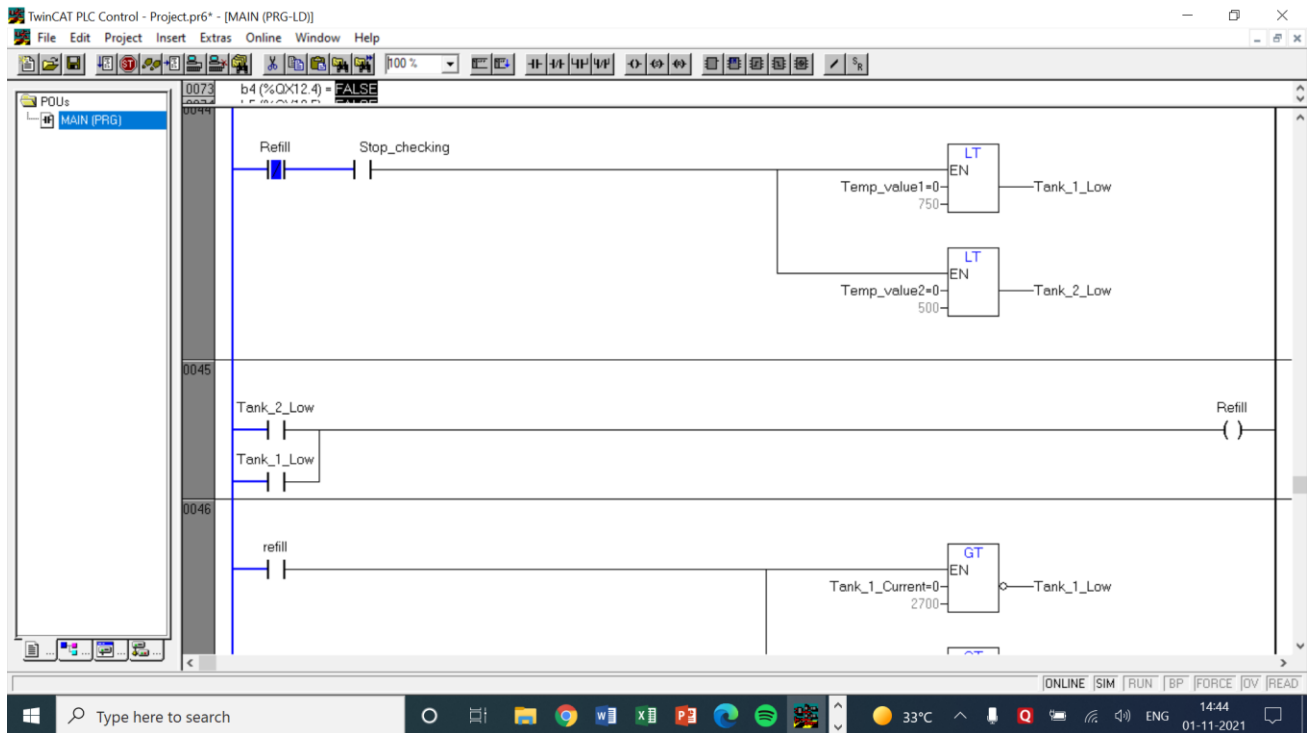 TwinCAT PLC Control - Project.pr6* - [MAIN (PRG-LD)]
File Edit Project Insert Extras Online Window Help
100 %
POUs
MAIN (PRG)
0073 b4 (%QX12.4) = FALSE
0044
Refill Stop_checking
LT
EN
Temp_value1=0 Tank_1_Low
750
LT
EN
Temp_value2=0 Tank_2_Low
500
0045
Tank_2_Low Refill
Tank_1_Low
0046
refill
GT
EN
Tank_1_Current=0 Tank_1_Low
2700
ONLINE SIM RUN BP FORCE OV READ
Type here to search
33°C ENG
14:44
01-11-2021